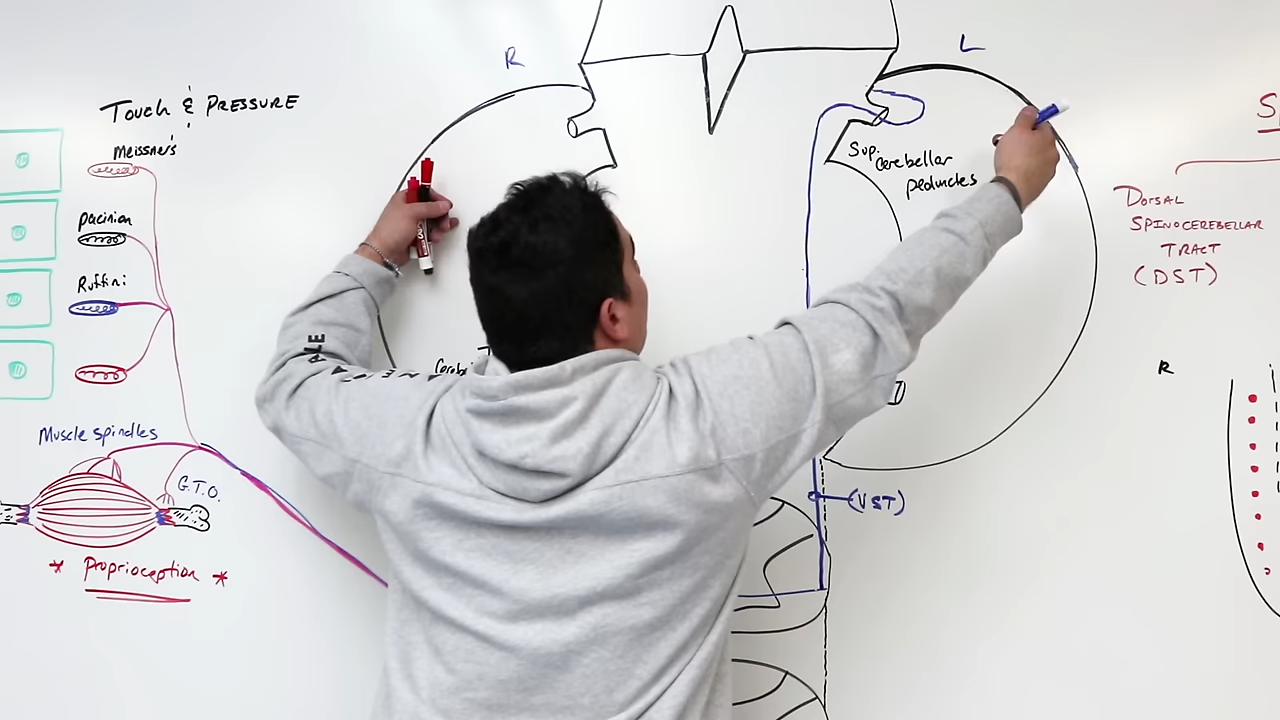 R
L
TOUCH & PRESSURE
Meissner's
Pacinian
Ruffini
Muscle spindles
G.T.O.
* Proprioception *
Sup.
Cerebellar
peduncles
(VST)
DORSAL
SPINOCEREBELLAR
TRACT
(DST)
R